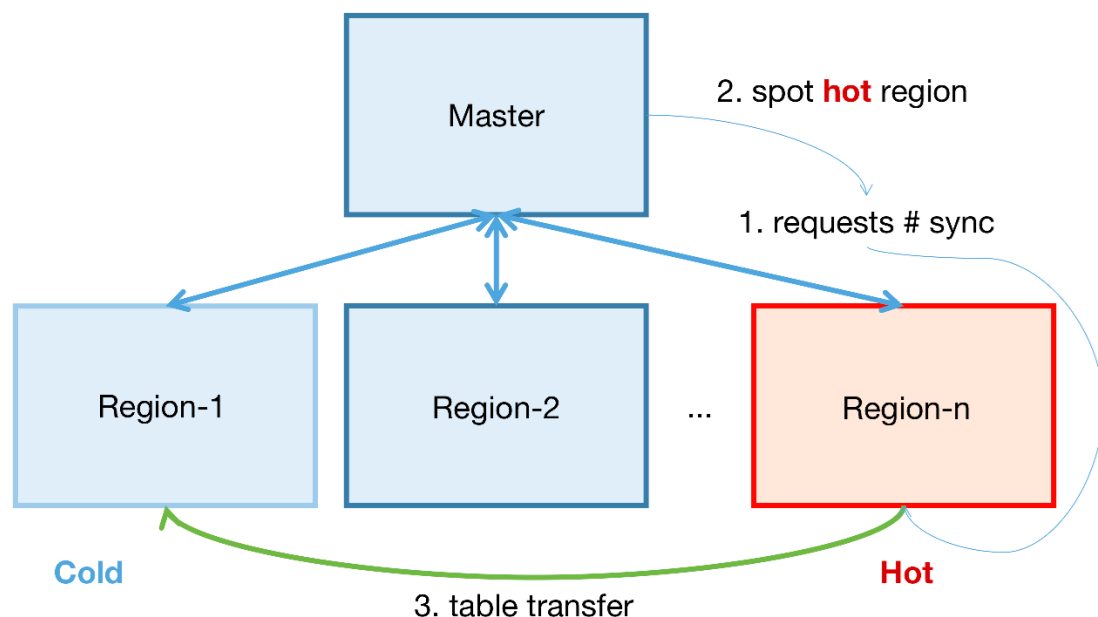 Master
2. spot hot region
1. requests # sync
Region-1
Region-2
...
Region-n
Cold
Hot
3. table transfer